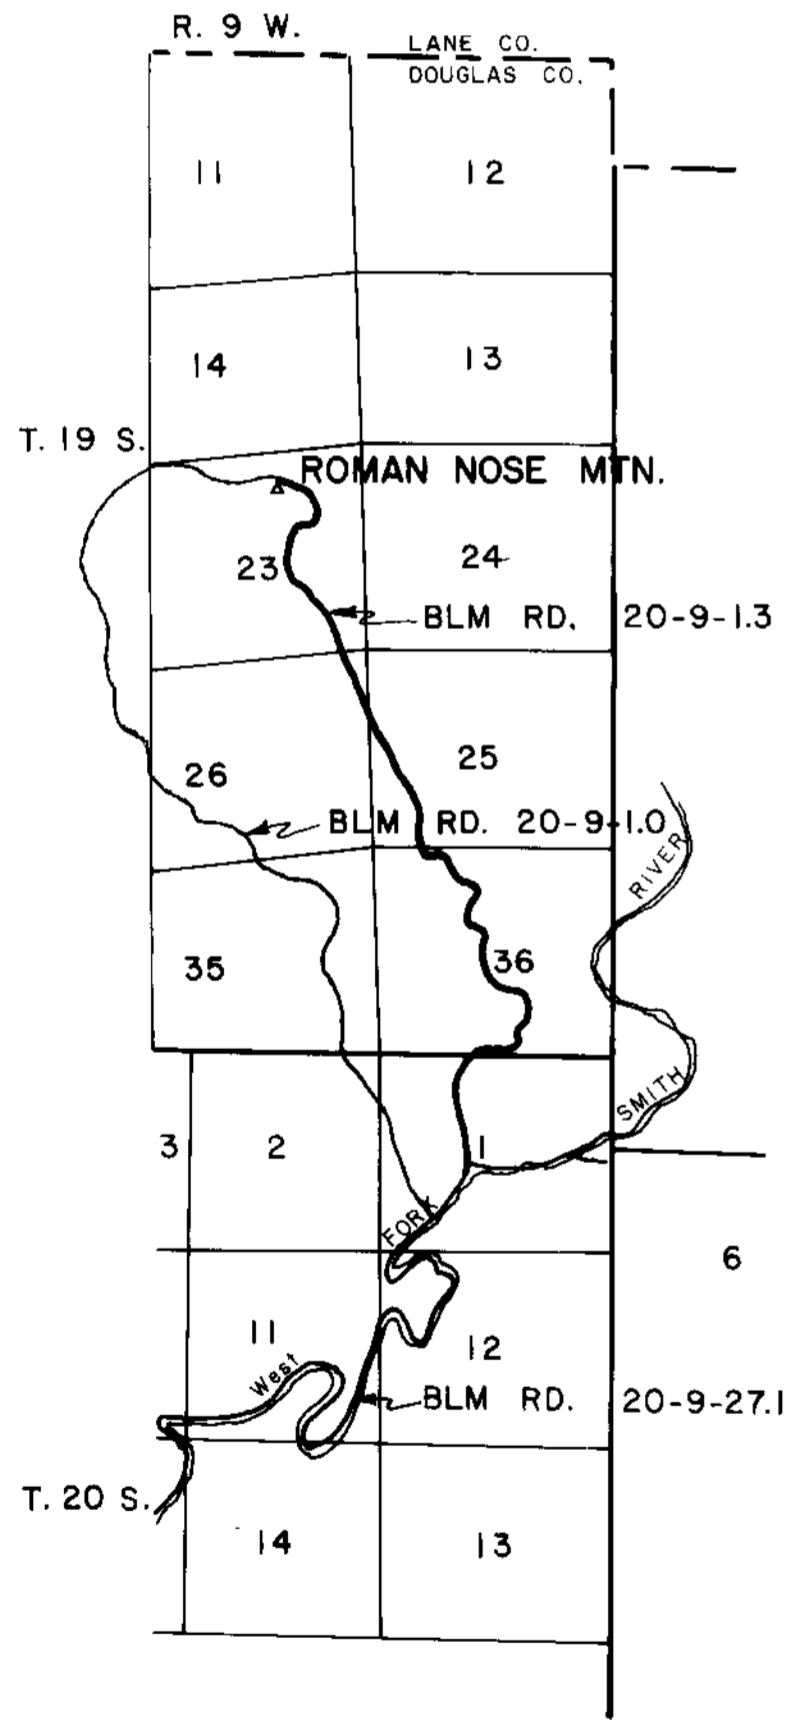 R. 9 W.
LANE CO.
DOUGLAS CO.
11
12
14
13
T. 19 S.
ROMAN NOSE MTN.
23
24
BLM RD. 20-9-1.3
26
25
BLM RD. 20-9-1.0
RIVER
35
36
SMITH
3
2
1
FORK
6
11
12
West
BLM RD. 20-9-27.1
T. 20 S.
14
13